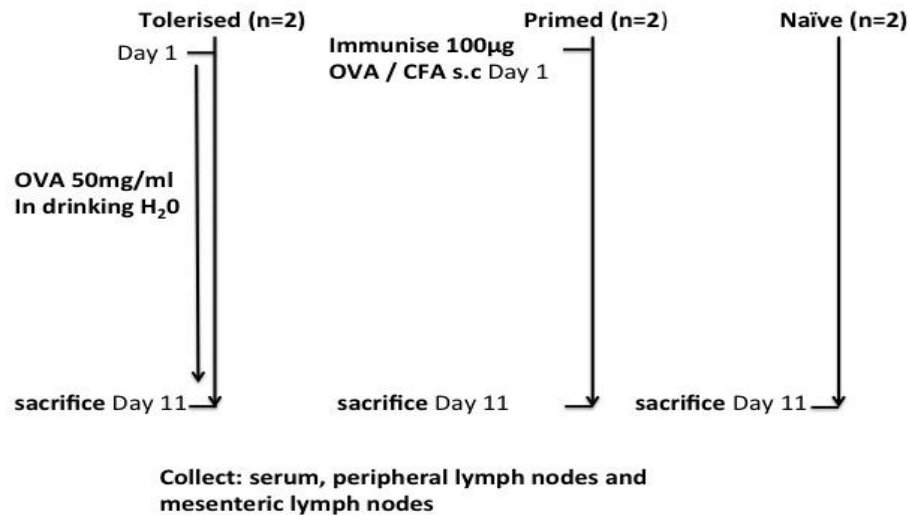 Tolerised (n=2)
Primed (n=2)
Naïve (n=2)
Day 1
Immunise 100µg
OVA / CFA s.c Day 1
OVA 50mg/ml
In drinking H₂0
sacrifice Day 11
sacrifice Day 11
sacrifice Day 11
Collect: serum, peripheral lymph nodes and
mesenteric lymph nodes